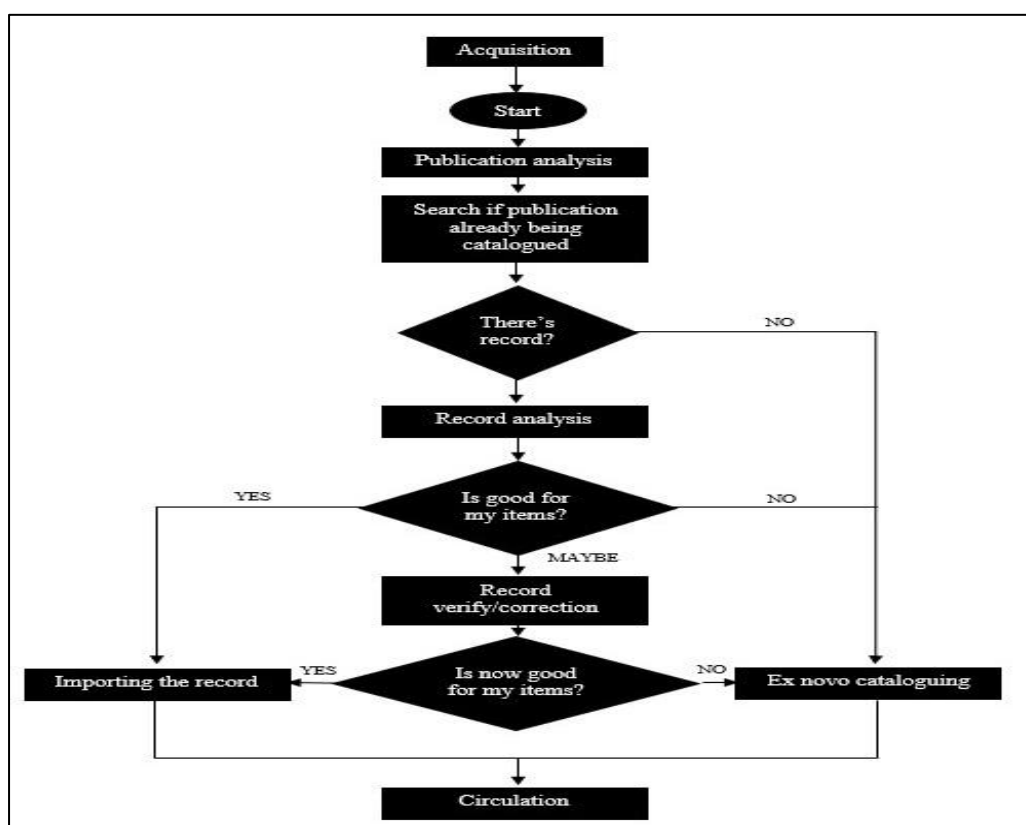 Acquisition
Start
Publication analysis
Search if publication
already being
catalogued
There's
record?
NO
Record analysis
YES
Is good for
my items?
NO
MAYBE
Record
verify/correction
Importing the record
YES
Is now good
for my items?
NO
Ex novo cataloguing
Circulation